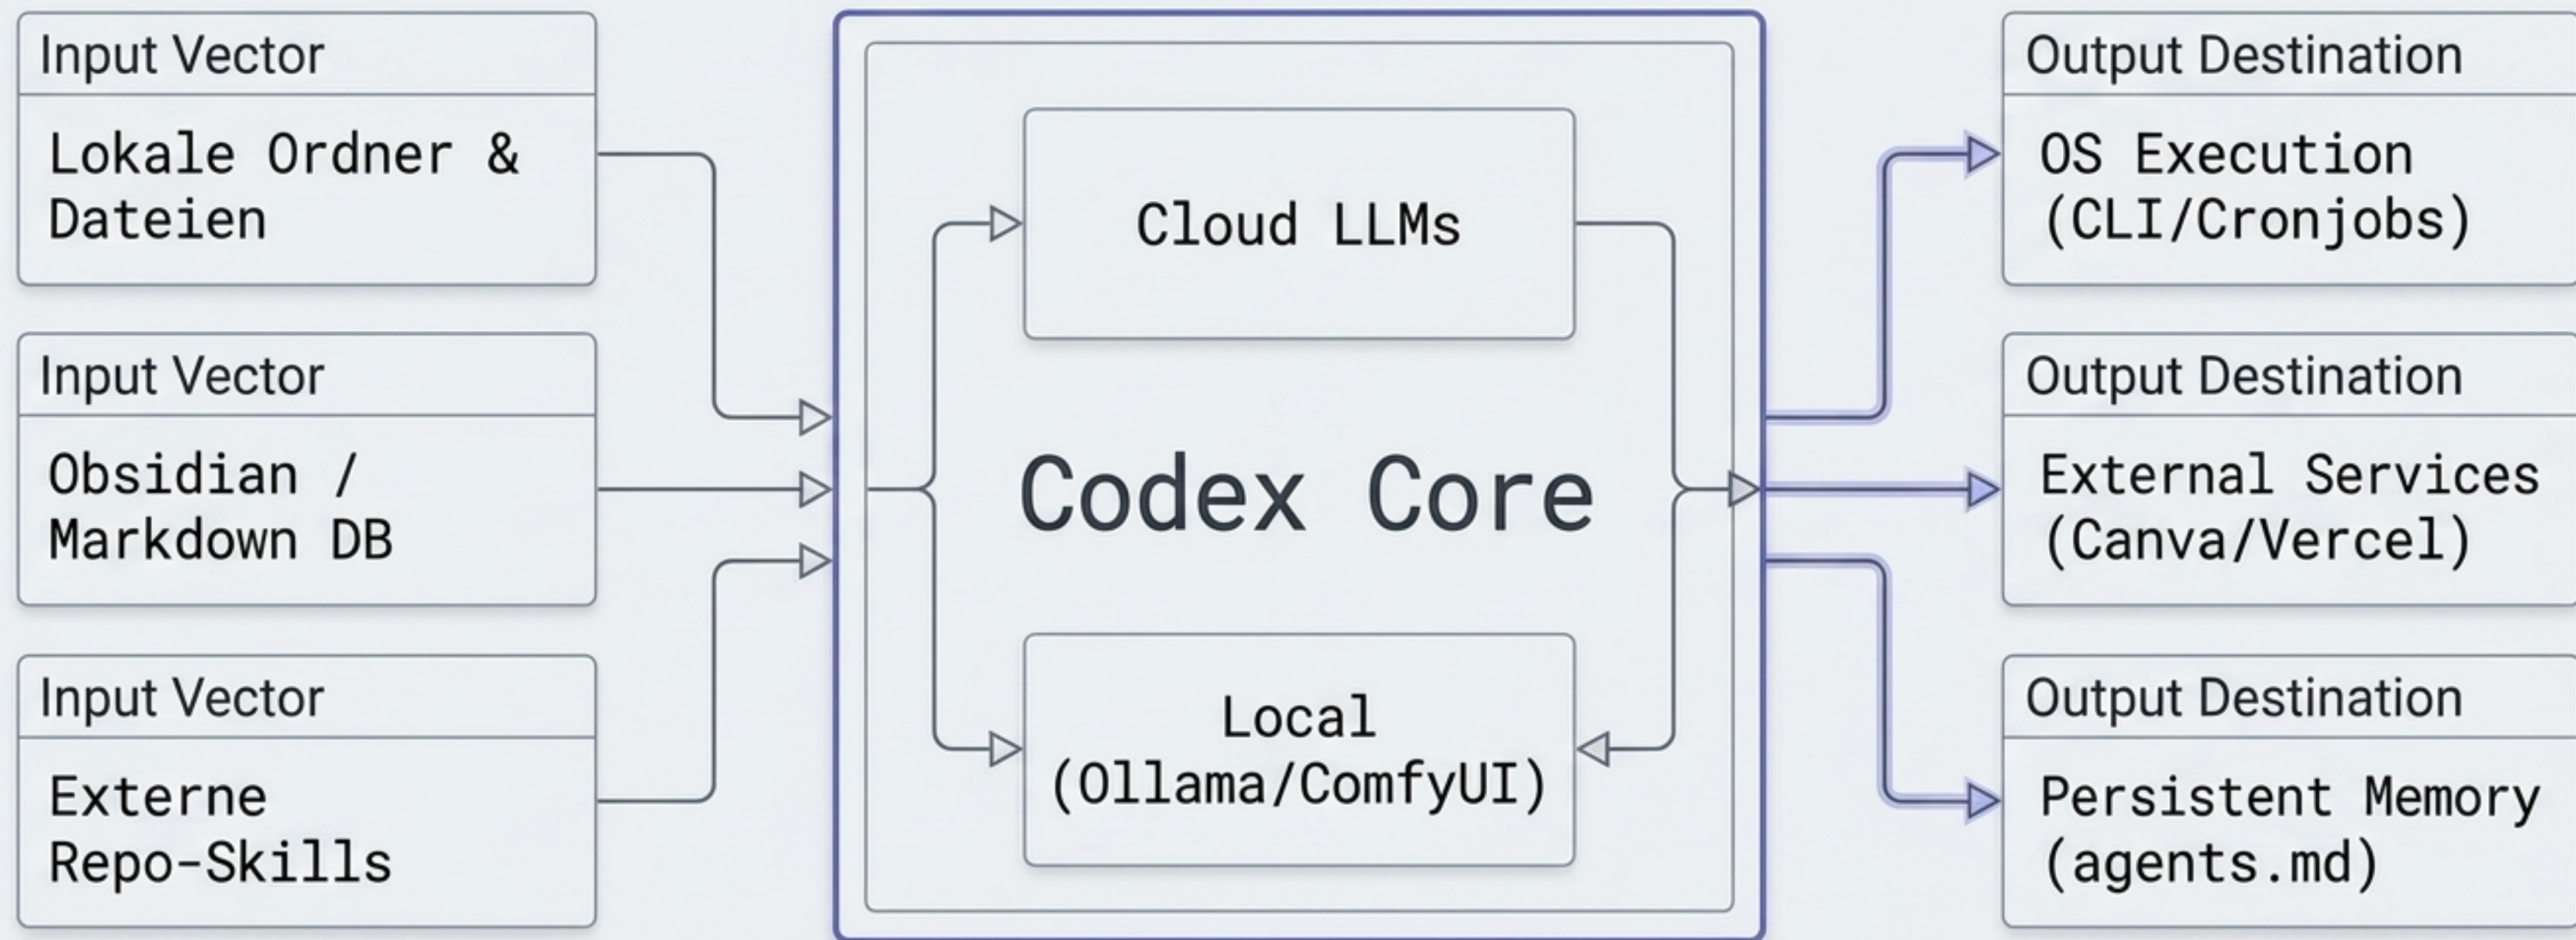 Input Vector
Lokale Ordner &
Dateien
Input Vector
Obsidian /
Markdown DB
Input Vector
Externe
Repo-Skills
Cloud LLMs
Codex Core
Local
(Ollama/ComfyUI)
Output Destination
OS Execution
(CLI/Cronjobs)
Output Destination
External Services
(Canva/Vercel)
Output Destination
Persistent Memory
(agents.md)